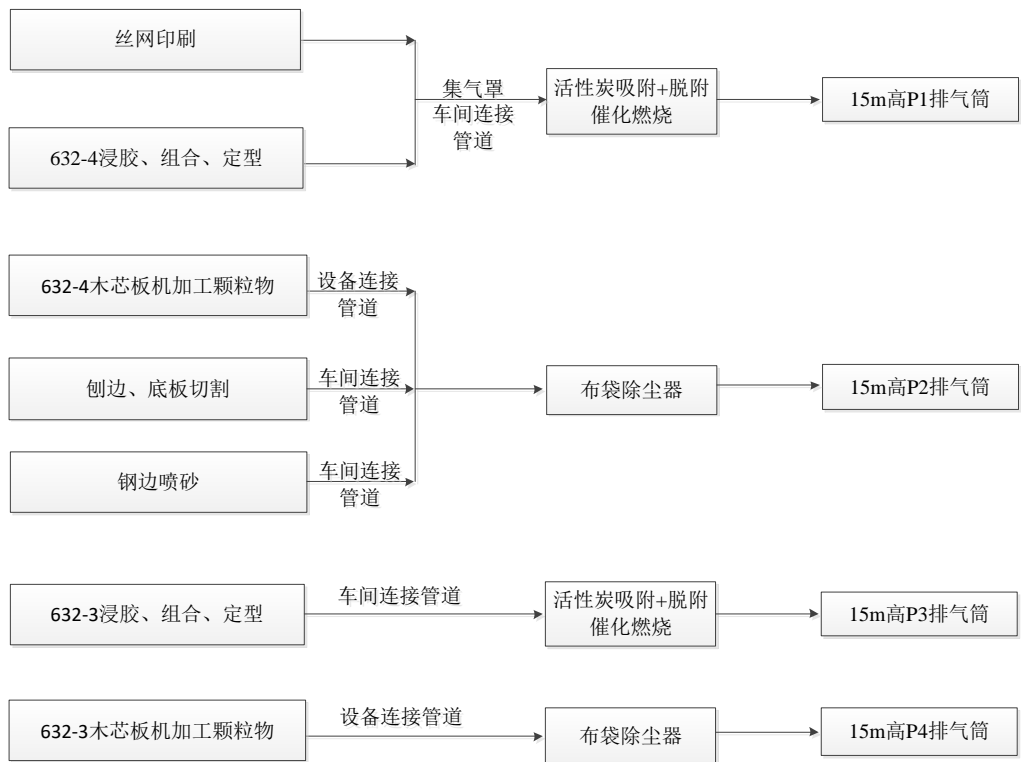 丝网印刷
632-4浸胶、组合、定型
集气罩
车间连接
管道
活性炭吸附+脱附
催化燃烧
15m高P1排气筒
632-4木芯板机加工颗粒物
设备连接
管道
刨边、底板切割
车间连接
管道
钢边喷砂
车间连接
管道
布袋除尘器
15m高P2排气筒
632-3浸胶、组合、定型
车间连接管道
活性炭吸附+脱附
催化燃烧
15m高P3排气筒
632-3木芯板机加工颗粒物
设备连接管道
布袋除尘器
15m高P4排气筒